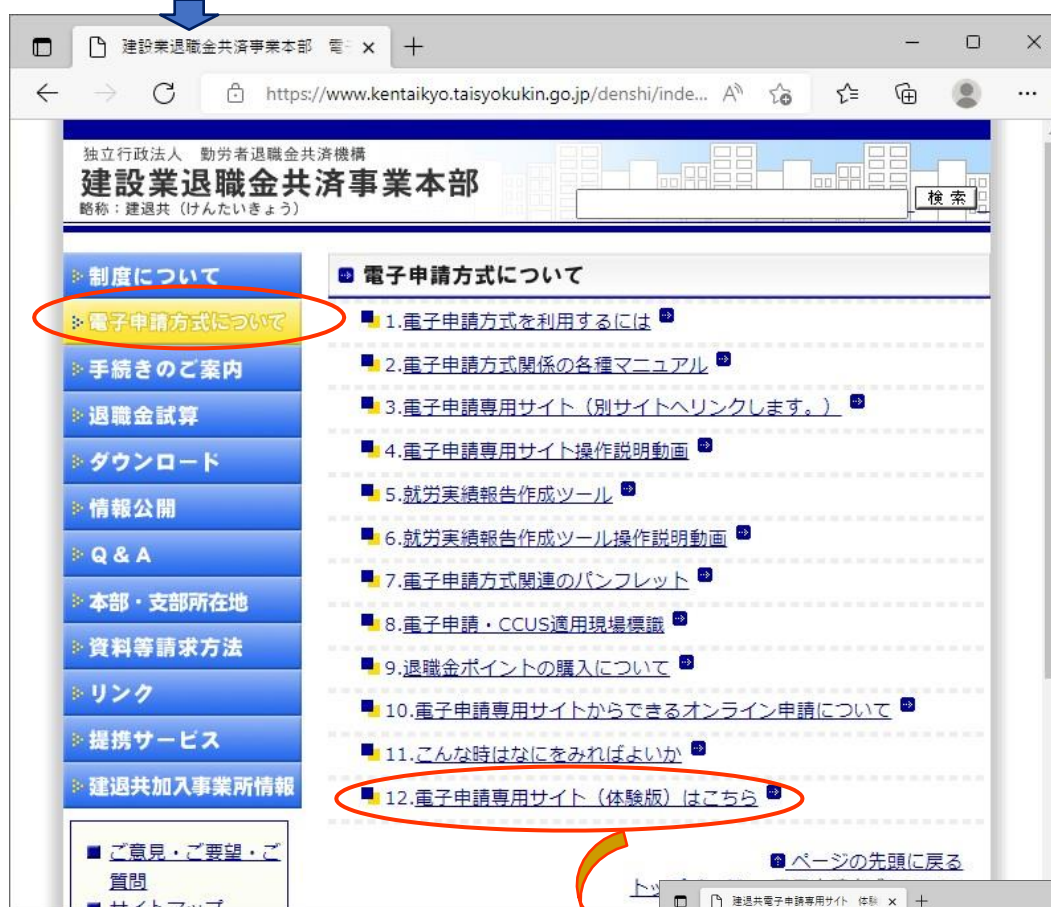 建設業退職金共済事業本部 電
https://www.kentaikyo.taisyokukin.go.jp/denshi/inde...
独立行政法人 勤労者退職金共済機構
建設業退職金共済事業本部
略称：建退共（けんたいきょう）
検 索
制度について
電子申請方式について
手続きのご案内
退職金試算
ダウンロード
情報公開
Q & A
本部・支部所在地
資料等請求方法
リンク
提携サービス
建退共加入事業所情報
ご意見・ご要望・ご
質問
サイトマップ
電子申請方式について
1.電子申請方式を利用するには
2.電子申請方式関係の各種マニュアル
3.電子申請専用サイト（別サイトへリンクします。）
4.電子申請専用サイト操作説明動画
5.就労実績報告作成ツール
6.就労実績報告作成ツール操作説明動画
7.電子申請方式関連のパンフレット
8.電子申請・CCUS適用現場標識
9.退職金ポイントの購入について
10.電子申請専用サイトからできるオンライン申請について
11.こんな時はなにをみればよいか
12.電子申請専用サイト（体験版）はこちら
ページの先頭に戻る
建退共電子申請専用サイト 体験